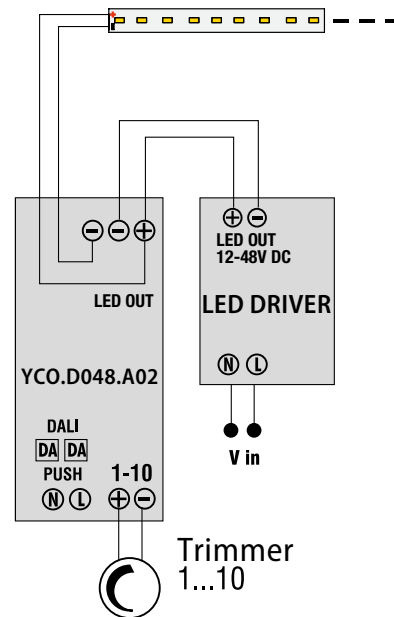 + -
- - + + -
LED OUT
12-48V DC
LED OUT
LED DRIVER
YCO.D048.A02
N L
DALI
DA DA
V in
PUSH 1-10
N L + -
Trimmer
1...10